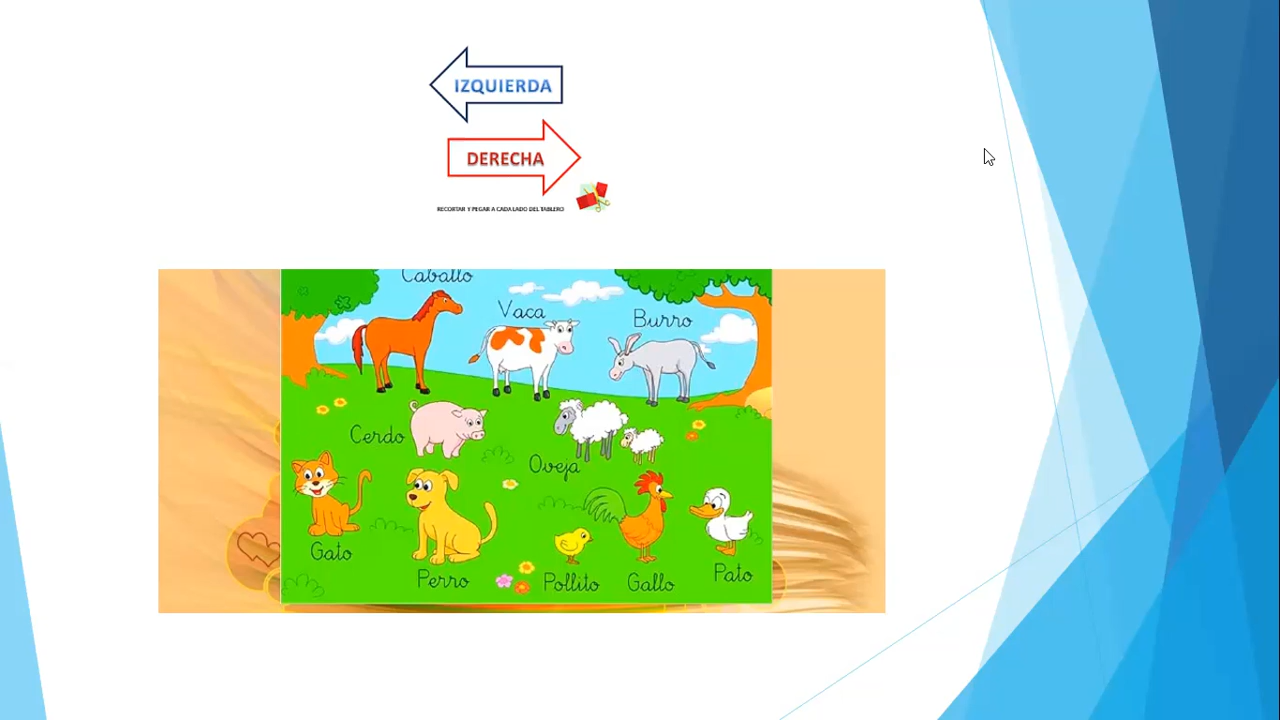 IZQUIERDA
DERECHA
RECORTAR Y PEGAR A CADA LADO DEL TABLERO
Caballo
Vaca
Burro
Cerdo
Oveja
Gato
Perro
Pollito
Gallo
Pato